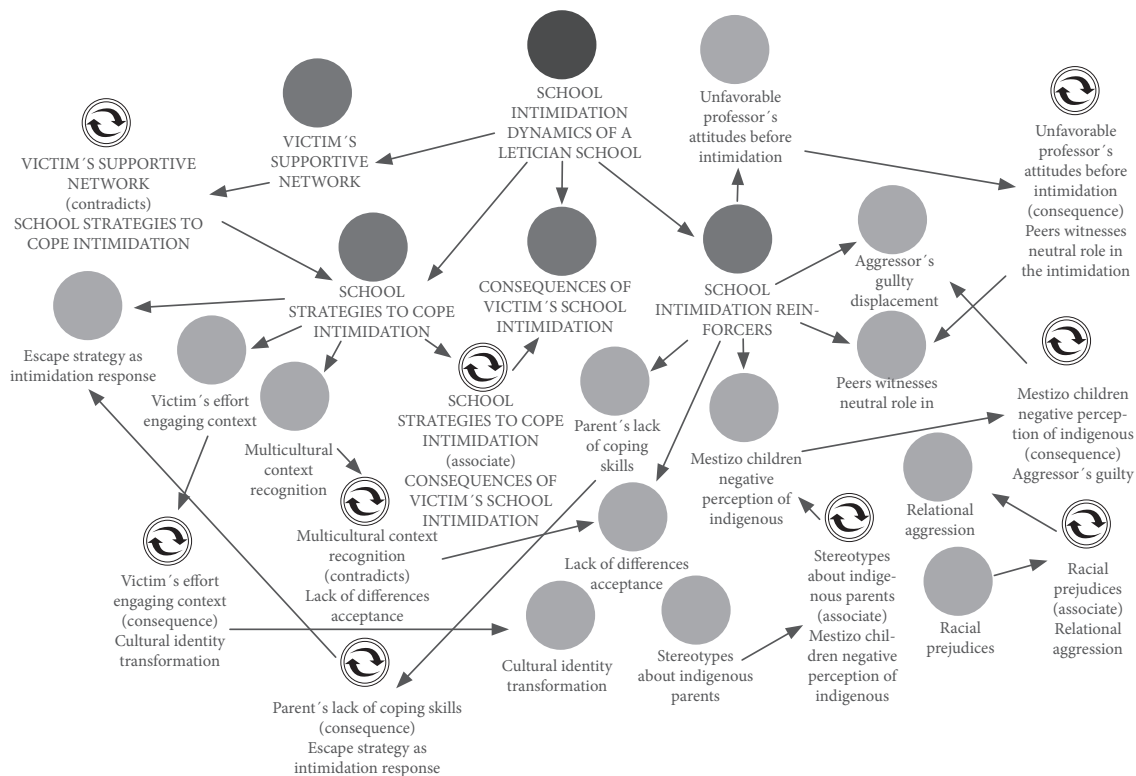 SCHOOL
INTIMIDATION
DYNAMICS OF A
LETICIAN SCHOOL
Unfavorable
professor´s
attitudes before
intimidation
VICTIM´S
SUPPORTIVE
NETWORK
VICTIM´S SUPPORTIVE
NETWORK
(contradicts)
SCHOOL STRATEGIES TO
COPE INTIMIDATION
Unfavorable
professor´s
attitudes before
intimidation
(consequence)
Peers witnesses
neutral role in
the intimidation
SCHOOL
STRATEGIES TO COPE
INTIMIDATION
CONSEQUENCES OF
VICTIM´S SCHOOL
INTIMIDATION
SCHOOL
INTIMIDATION REIN-
FORCERS
Aggressor´s
gullty
displacement
Escape strategy as
intimidation response
Victim´s effort
engaging context
Multicultural
context
recognition
SCHOOL
STRATEGIES TO COPE
INTIMIDATION
(associate)
CONSEQUENCES OF
VICTIM´S SCHOOL
INTIMIDATION
Parent´s lack
of coping
skills
Peers witnesses
neutral role in
Mestizo children
negative
perception of
indigenous
Mestizo children
negative percep-
tion of indigenous
(consequence)
Aggressor´s guilty
Relational
aggression
Multicultural context
recognition
(contradicts)
Lack of differences
acceptance
Lack of differences
acceptance
Victim´s effort
engaging context
(consequence)
Cultural identity
transformation
Cultural identity
transformation
Stereotypes
about indigenous
parents
Stereotypes
about indige-
nous parents
(associate)
Mestizo chil-
dren negative
perception of
indigenous
Racial
prejudices
Racial
prejudices
(associate)
Relational
aggression
Parent´s lack of coping skills
(consequence)
Escape strategy as
intimidation response